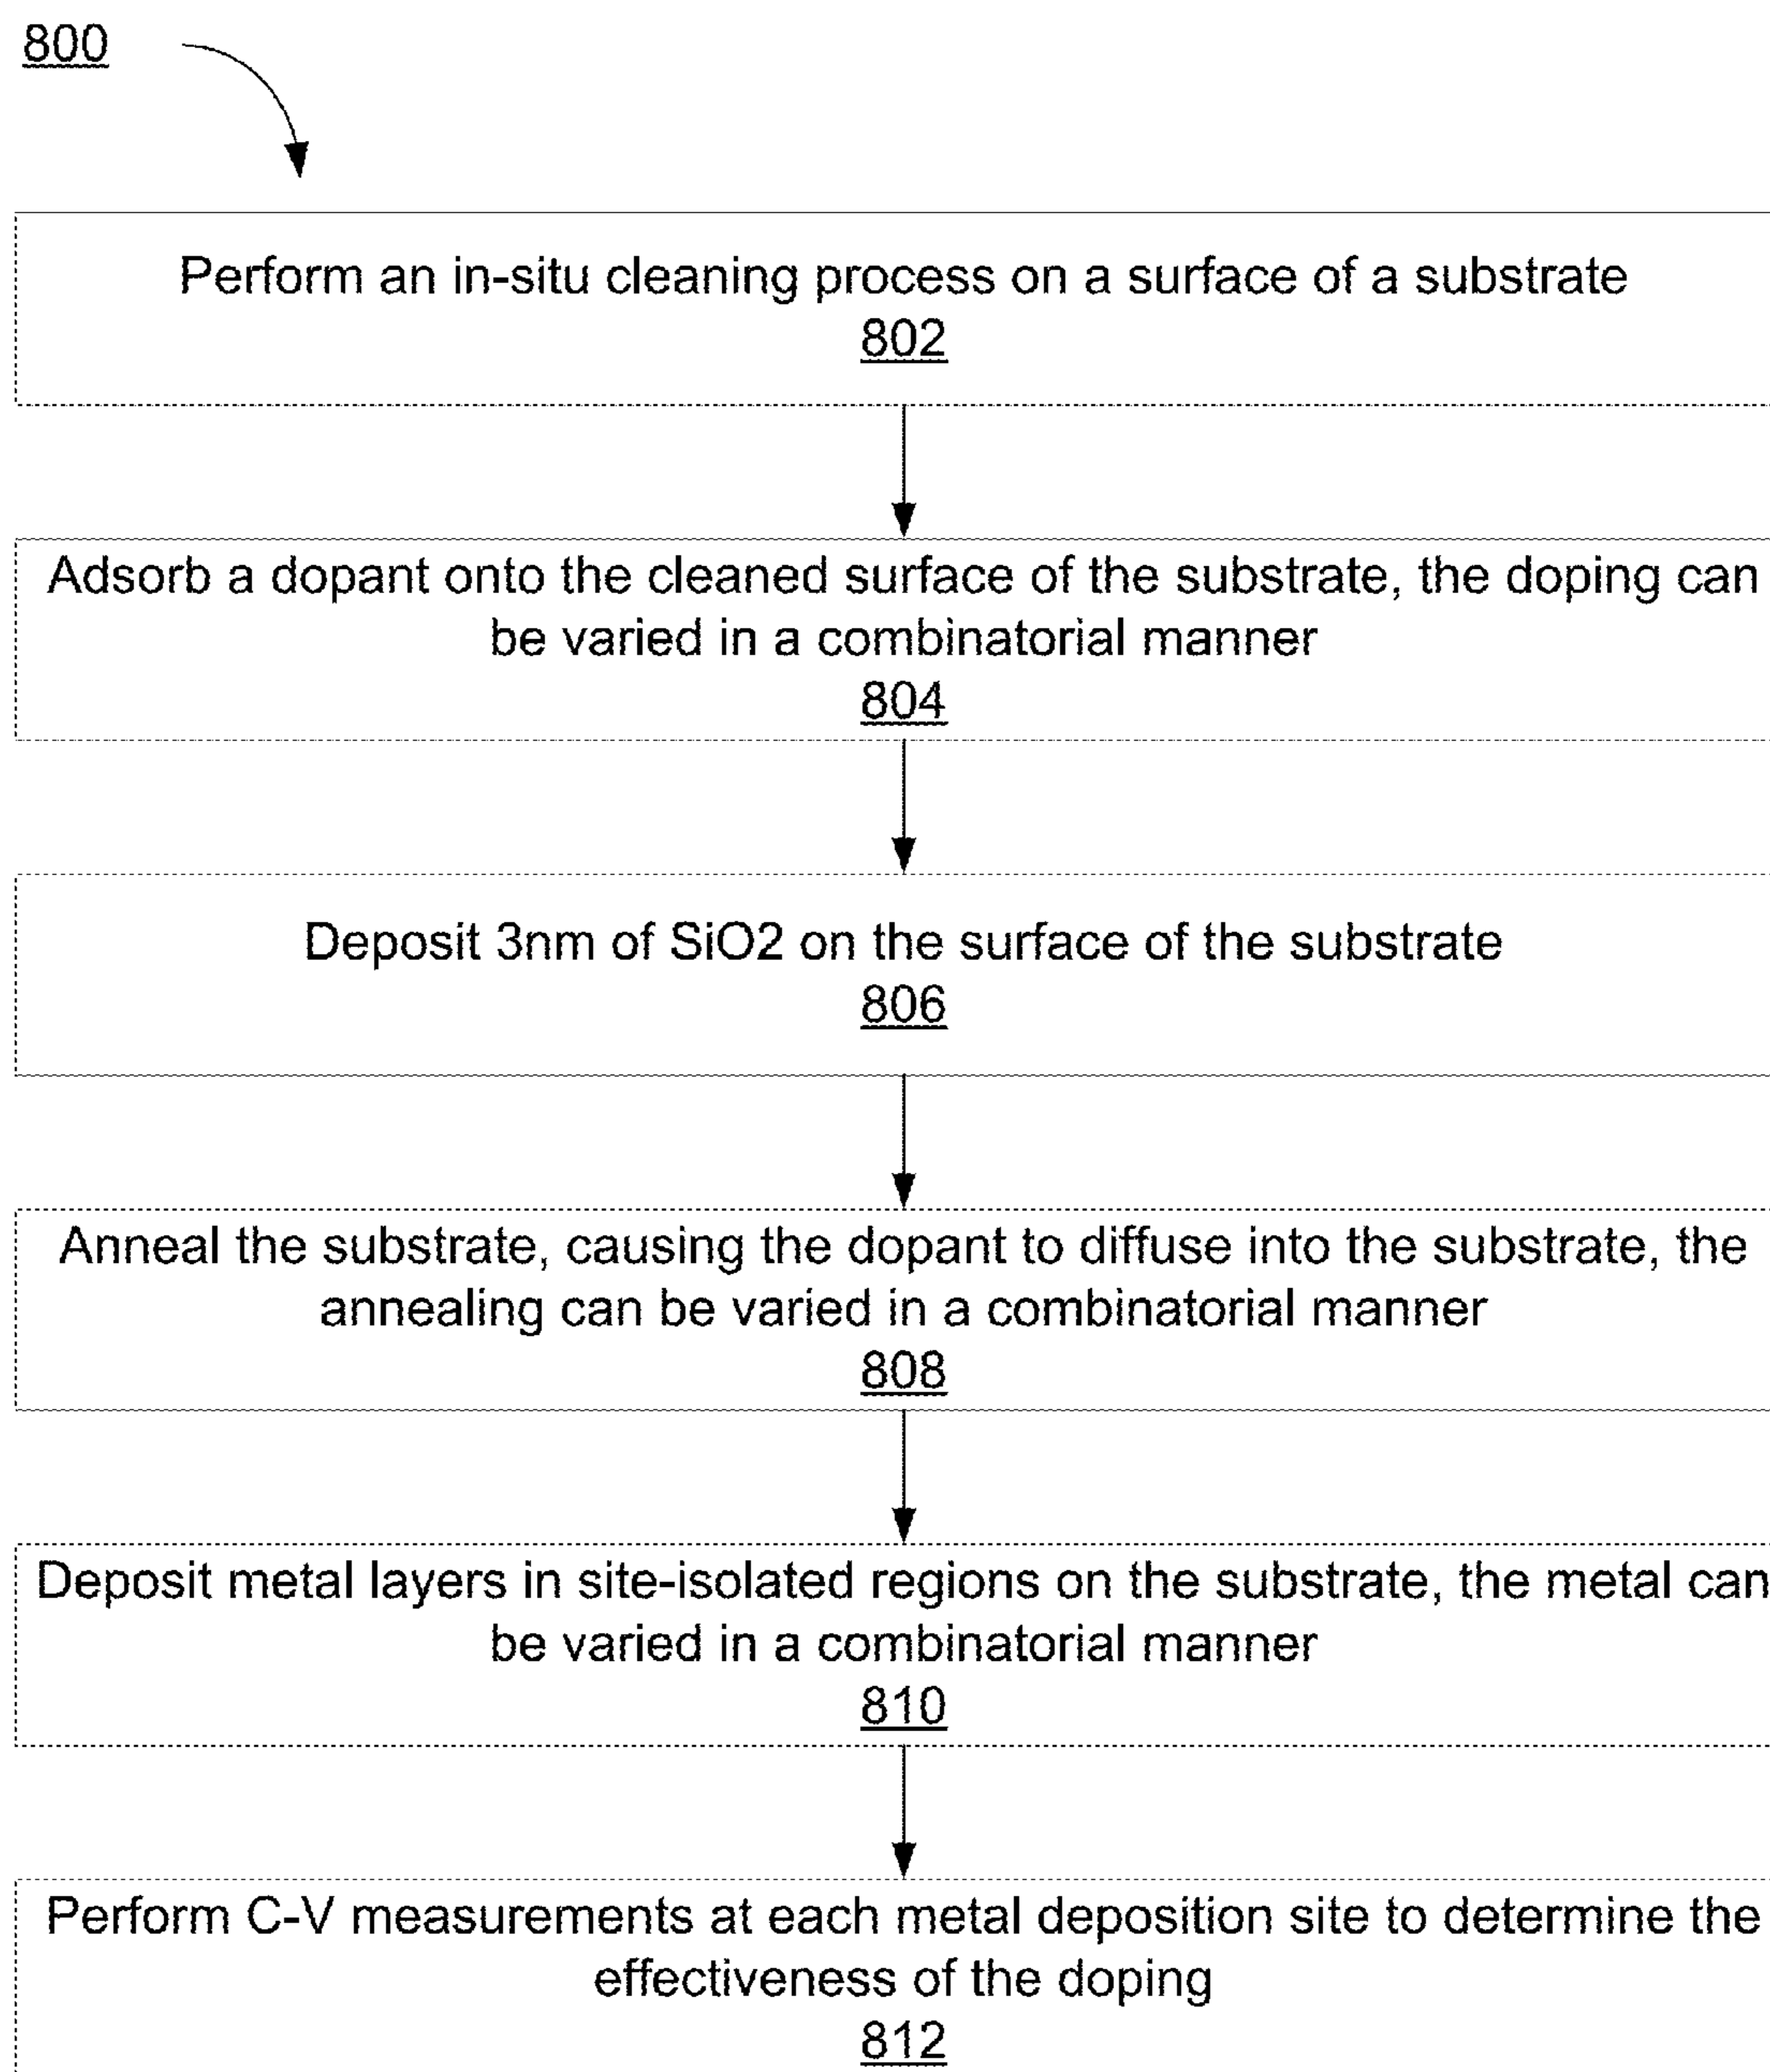 800
Perform an in-situ cleaning process on a surface of a substrate
802
Adsorb a dopant onto the cleaned surface of the substrate, the doping can
be varied in a combinatorial manner
804
Deposit 3nm of SiO2 on the surface of the substrate
806
Anneal the substrate, causing the dopant to diffuse into the substrate, the
annealing can be varied in a combinatorial manner
808
Deposit metal layers in site-isolated regions on the substrate, the metal can
be varied in a combinatorial manner
810
Perform C-V measurements at each metal deposition site to determine the
effectiveness of the doping
812